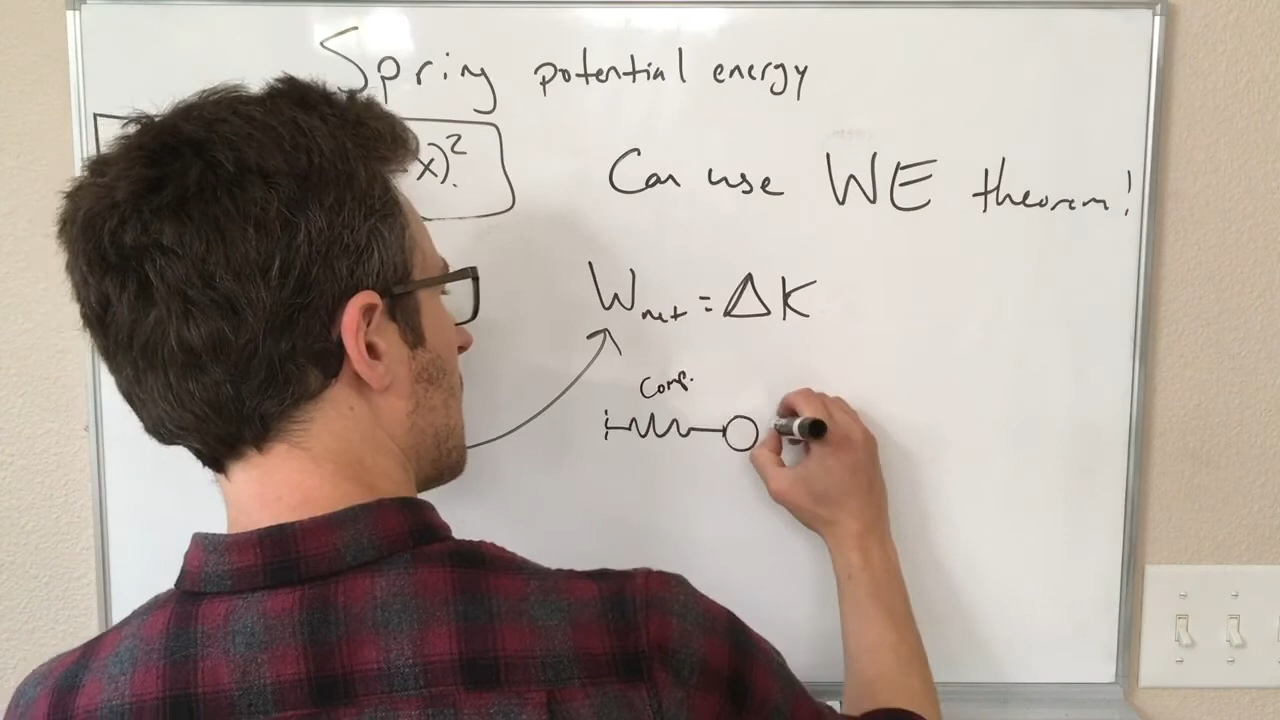 Spring potential energy
x)².
Can use WE theorem!
Wnet = ΔK
Comp.